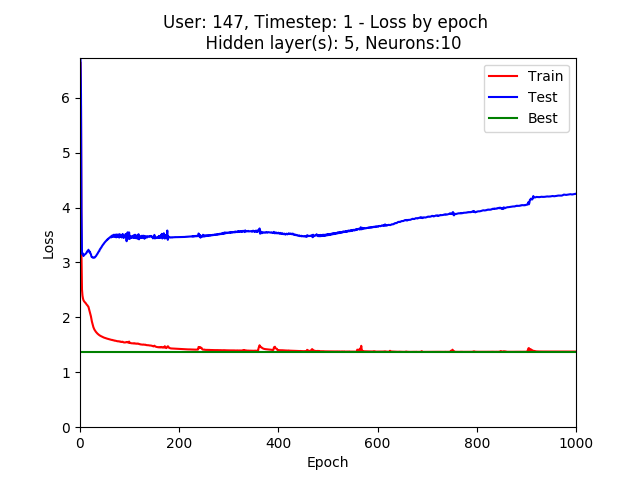 User: 147, Timestep: 1 - Loss by epoch
Hidden layer(s): 5, Neurons:10
Train
Test
Best
6
5
4
3
2
1
0
Loss
0 200 400 600 800 1000
Epoch